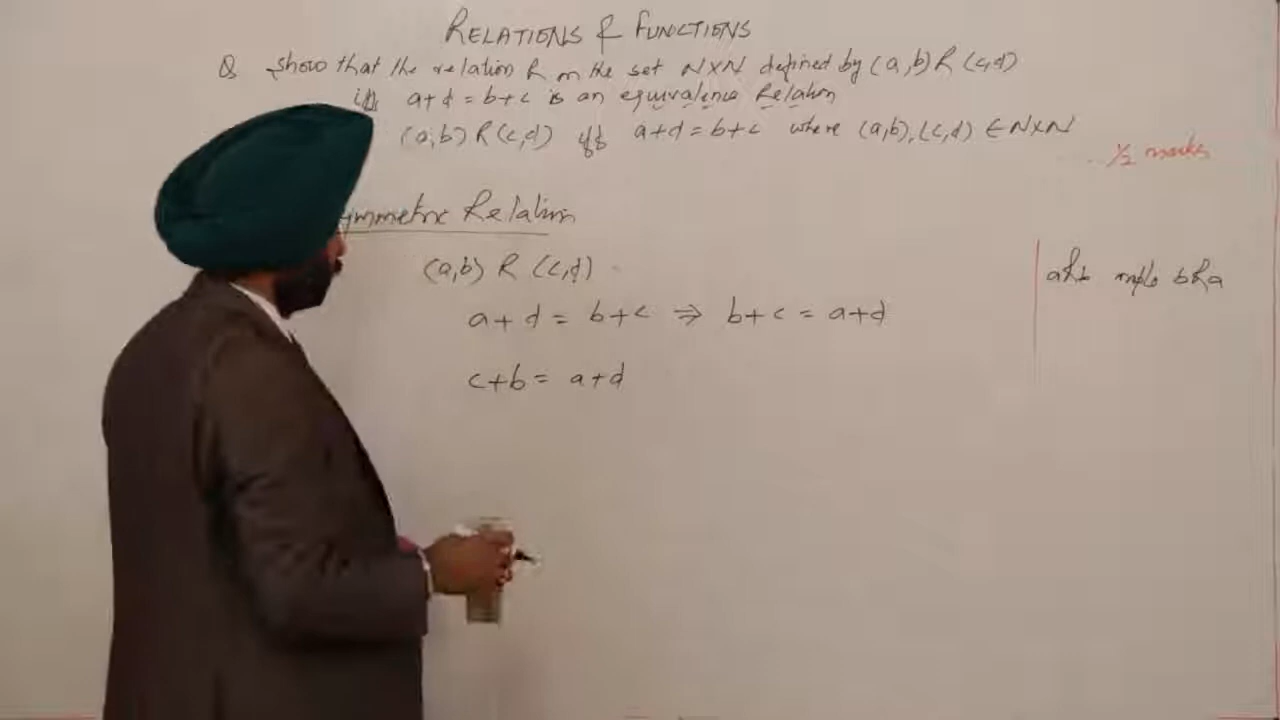 RELATIONS & FUNCTIONS
Q show that the relation R on the set N×N defined by (a,b) R (c,d)
iff a+d = b+c is an equivalence Relation
(a,b) R (c,d) iff a+d = b+c where (a,b), (c,d) ∈ N×N
1/2 marks
ymmetric Relation
(a,b) R (c,d)
aRb implies bRa
a+d = b+c ⇒ b+c = a+d
c+b = a+d